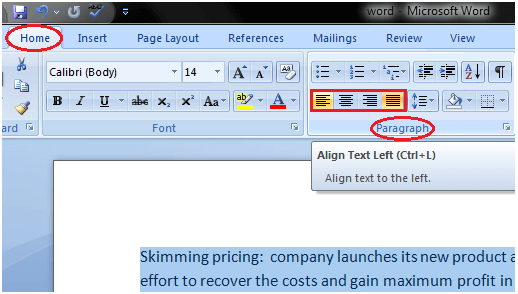 word - Microsoft Word
Home Insert Page Layout References Mailings Review View
Calibri (Body) 14 A A
B I U abc x₂ x² Aa ab A A Z ¶
ard Font Paragraph
Align Text Left (Ctrl+L)
Align text to the left.
Skimming pricing: company launches its new product a
effort to recover the costs and gain maximum profit in